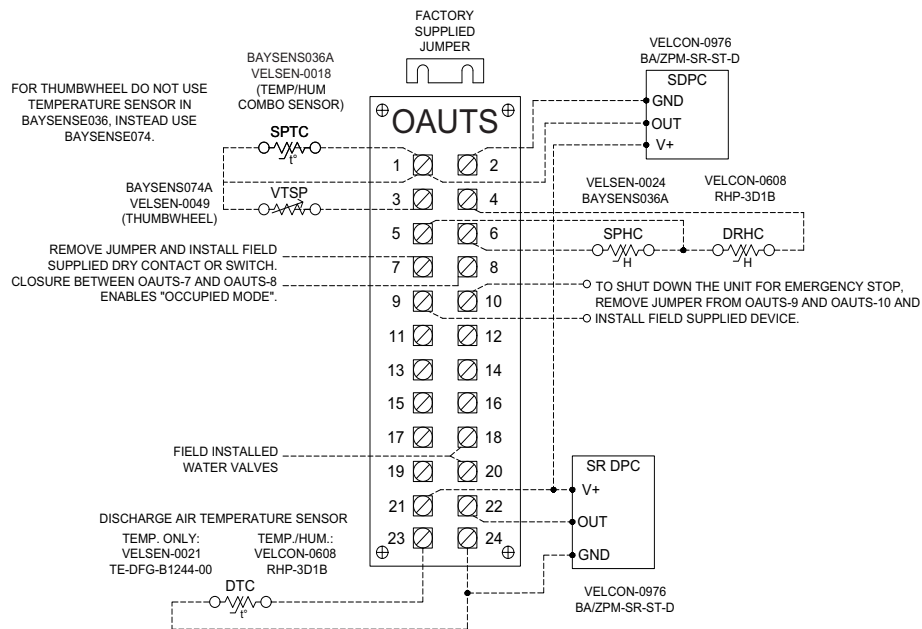 FACTORY
SUPPLIED
JUMPER
BAYSENS036A
VELSEN-0018
(TEMP/HUM
COMBO SENSOR)
VELCON-0976
BA/ZPM-SR-ST-D
SDPC
GND
OUT
V+
FOR THUMBWHEEL DO NOT USE
TEMPERATURE SENSOR IN
BAYSENSE036, INSTEAD USE
BAYSENSE074.
OAUTS
SPTC
t°
1
2
BAYSENS074A
VELSEN-0049
(THUMBWHEEL)
VTSP
3
4
VELSEN-0024
BAYSENS036A
VELCON-0608
RHP-3D1B
5
6
SPHC
H
DRHC
H
REMOVE JUMPER AND INSTALL FIELD
SUPPLIED DRY CONTACT OR SWITCH.
CLOSURE BETWEEN OAUTS-7 AND OAUTS-8
ENABLES "OCCUPIED MODE".
7
8
9
10
TO SHUT DOWN THE UNIT FOR EMERGENCY STOP,
REMOVE JUMPER FROM OAUTS-9 AND OAUTS-10 AND
INSTALL FIELD SUPPLIED DEVICE.
11
12
13
14
15
16
17
18
FIELD INSTALLED
WATER VALVES
19
20
SR DPC
V+
OUT
GND
21
22
23
24
DISCHARGE AIR TEMPERATURE SENSOR
TEMP. ONLY:
VELSEN-0021
TE-DFG-B1244-00
TEMP./HUM.:
VELCON-0608
RHP-3D1B
DTC
t°
VELCON-0976
BA/ZPM-SR-ST-D